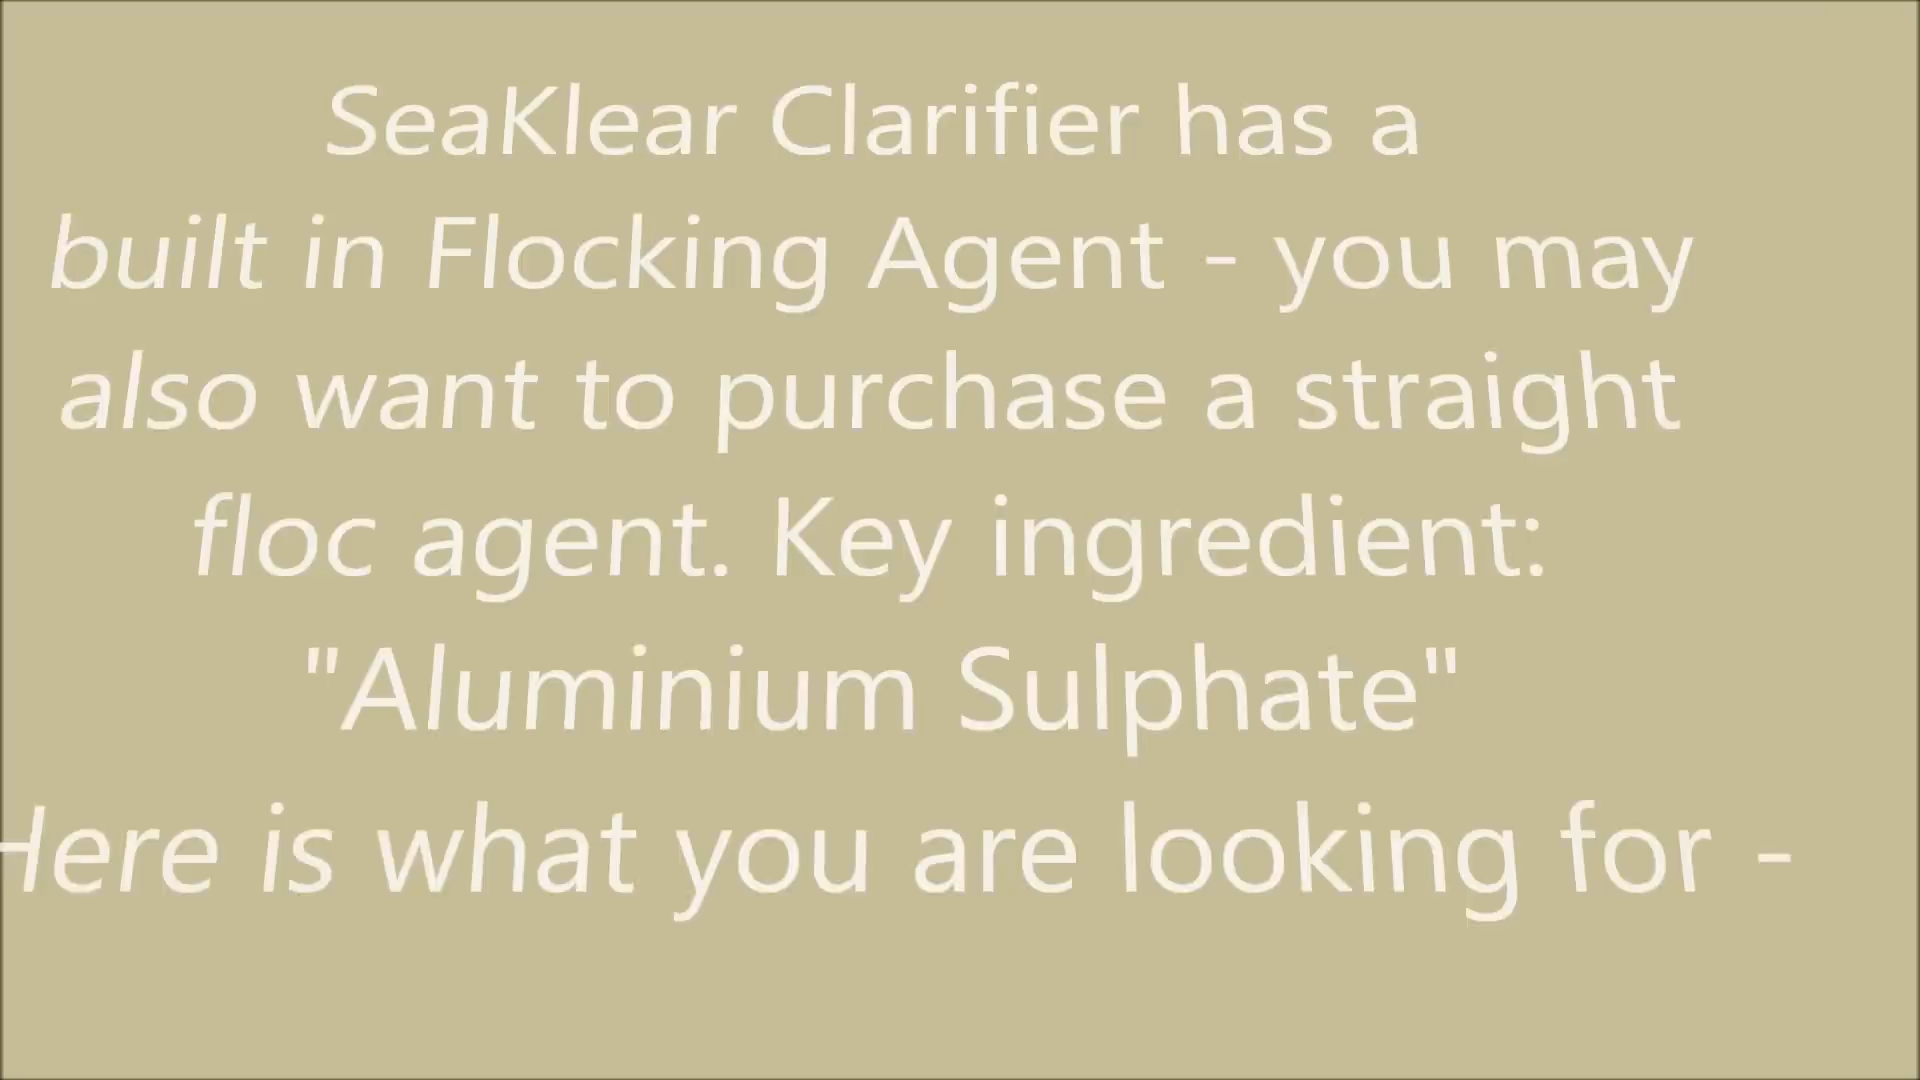 SeaKlear Clarifier has a
built in Flocking Agent - you may
also want to purchase a straight
floc agent. Key ingredient:
"Aluminium Sulphate"
Here is what you are looking for -